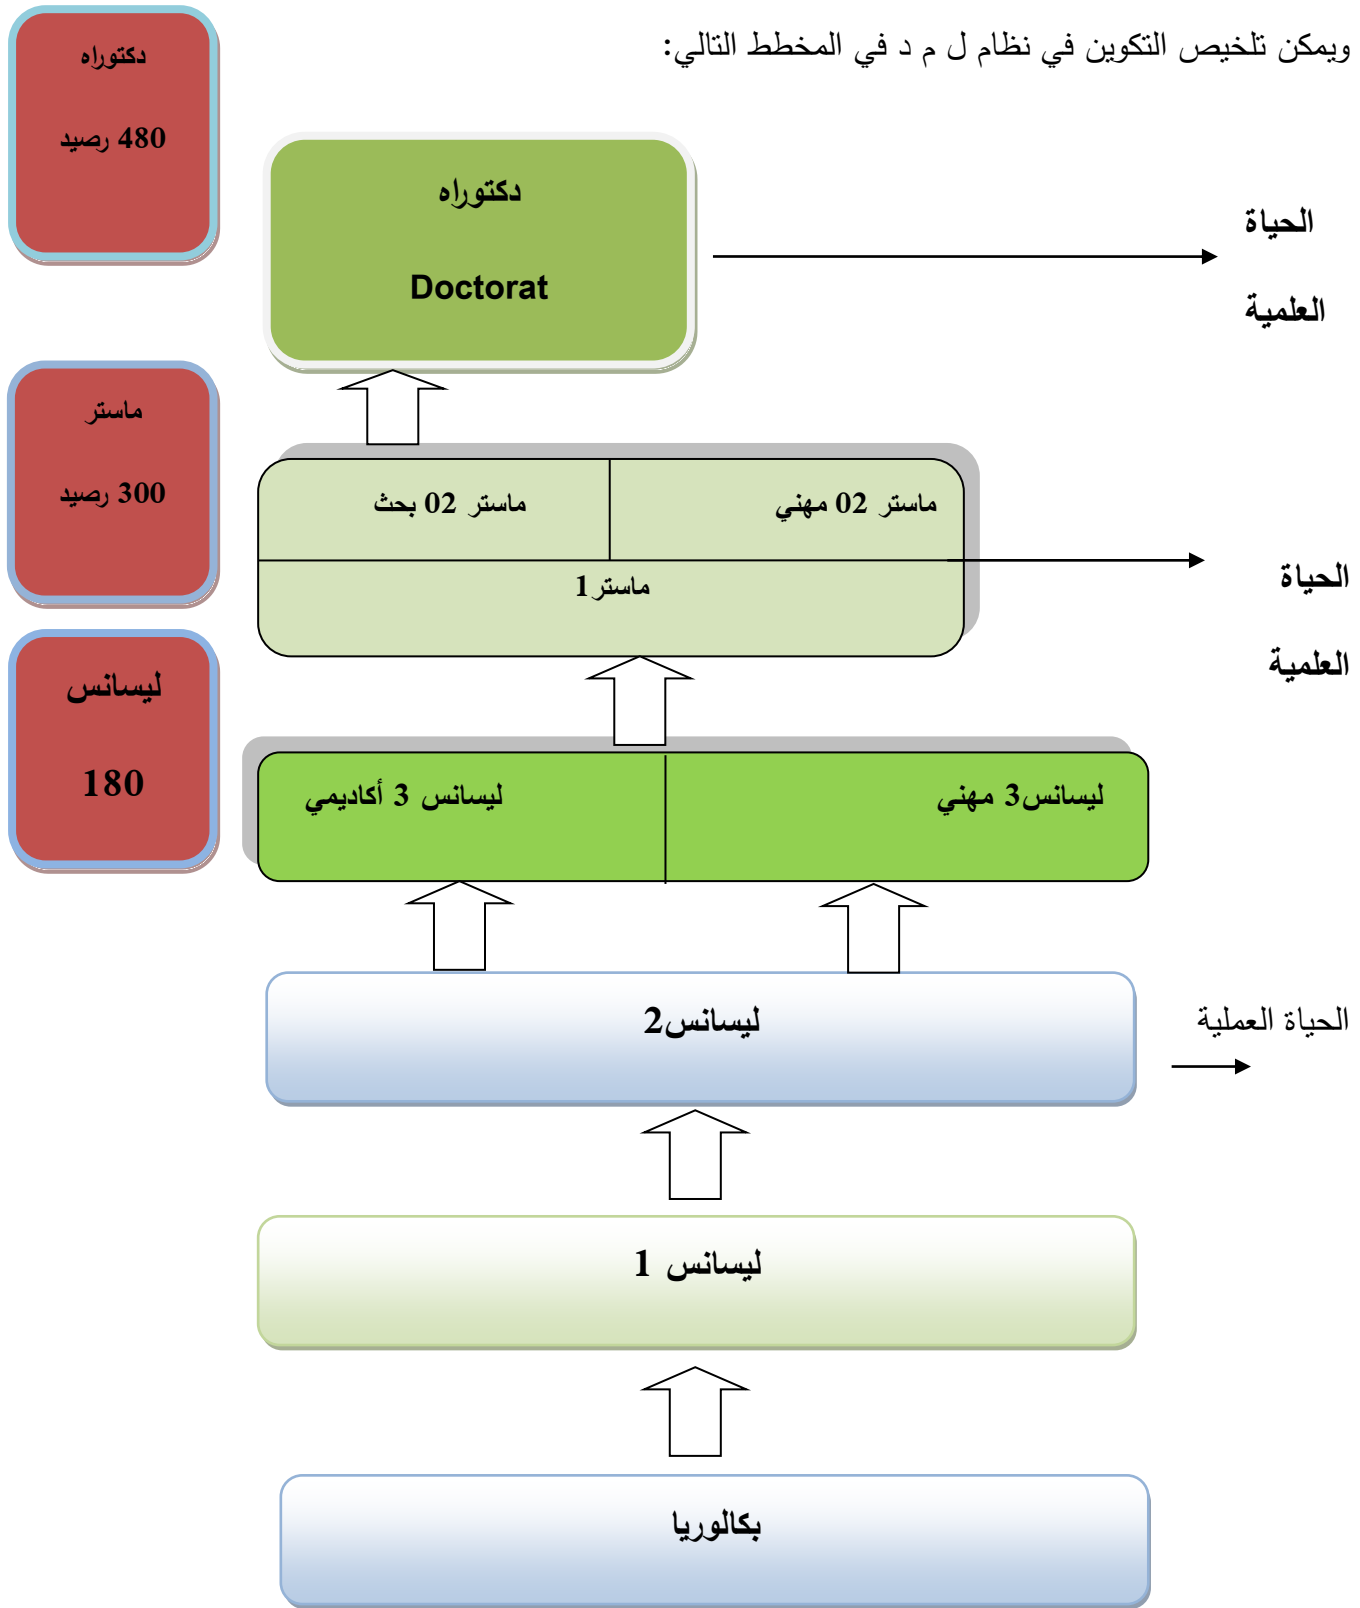 ويمكن تلخيص التكوين في نظام ل م د في المخطط التالي:
دكتوراه
480 رصيد
دكتوراه
Doctorat
الحياة
العلمية
ماستر
300 رصيد
ماستر 02 مهني
ماستر 02 بحث
ماستر1
الحياة
العلمية
ليسانس
180
ليسانس3 مهني
ليسانس 3 أكاديمي
ليسانس2
الحياة العملية
ليسانس 1
بكالوريا